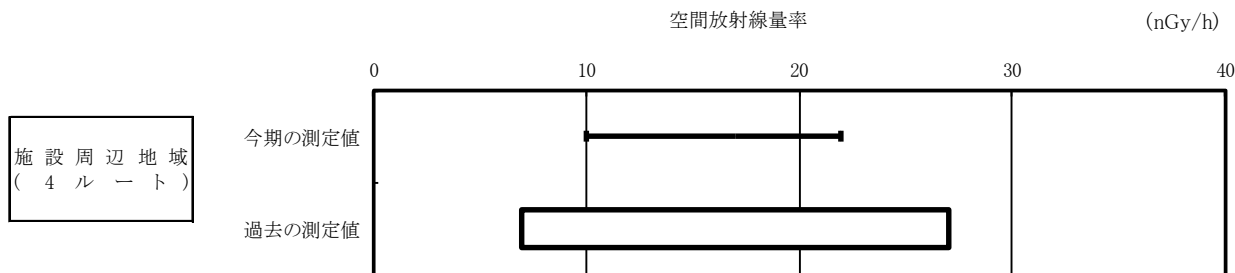 空間放射線量率 (nGy/h)
0 10 20 30 40
施設周辺地域
(4ルート)
今期の測定値
過去の測定値